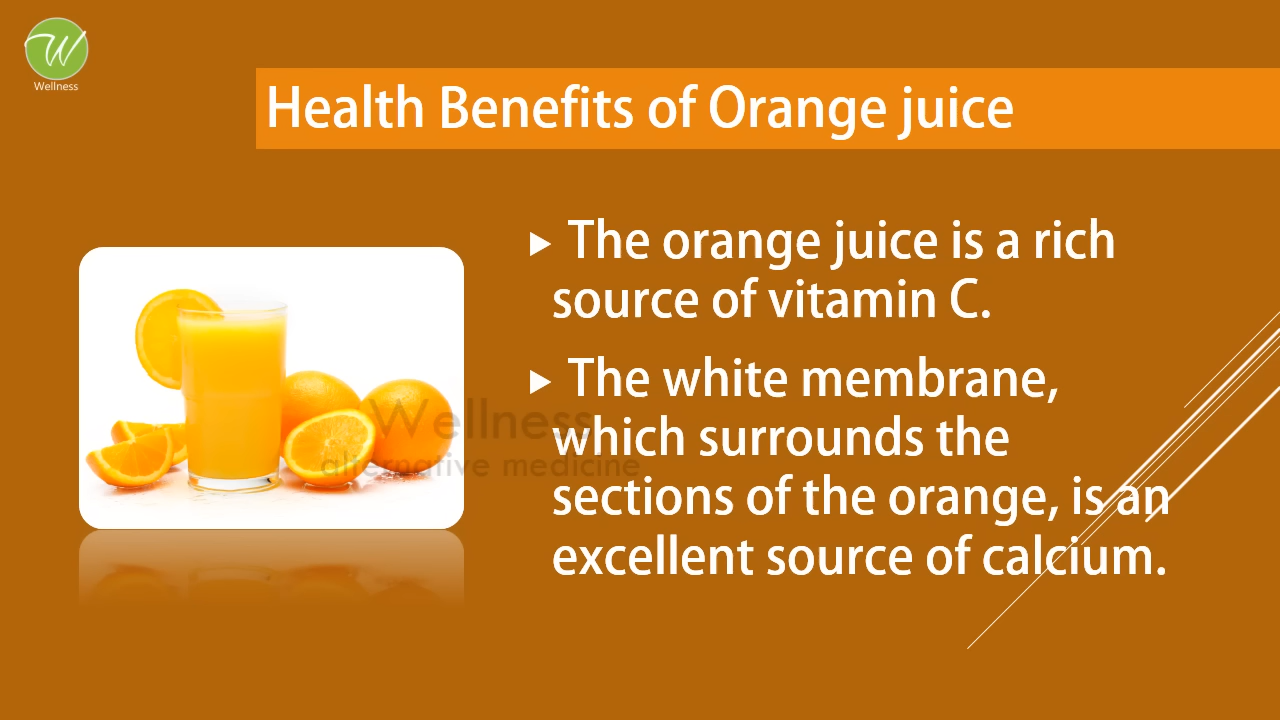 W
Wellness
Health Benefits of Orange juice
The orange juice is a rich
source of vitamin C.
The white membrane,
which surrounds the
sections of the orange, is an
excellent source of calcium.
Wellness
alternative medicine